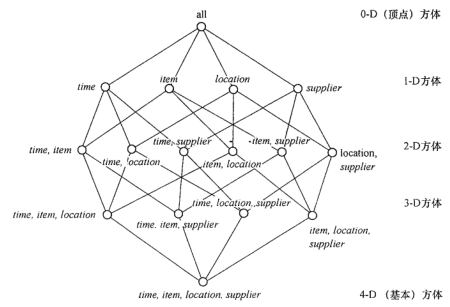 all
0-D（顶点）方体
time
item
location
supplier
1-D方体
time, item
time, location
time, supplier
item, location
item, supplier
location,
supplier
2-D方体
time, item, location
time. item, supplier
time, location., supplier
item, location,
supplier
3-D方体
time, item, location. supplier
4-D （基本）方体